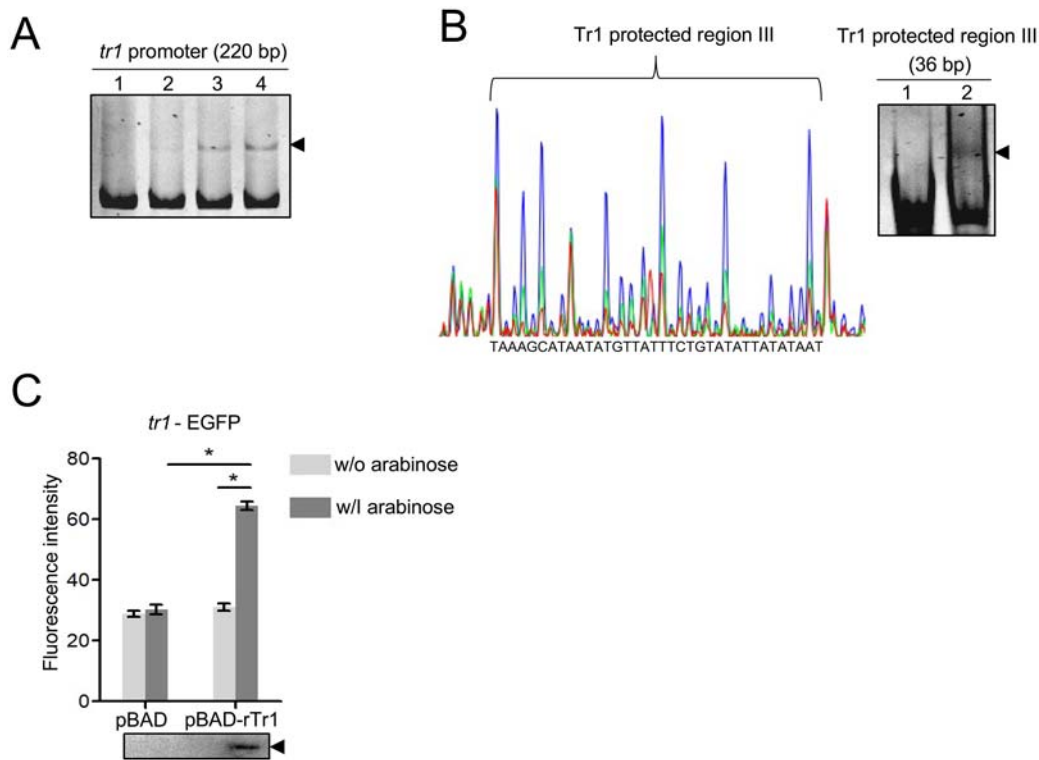 A
tr1 promoter (220 bp)
1 2 3 4
B
Tr1 protected region III
TAAAGCATAATATGTTATTTCTGTATATTATATAAT
Tr1 protected region III
(36 bp)
1 2
C
tr1 - EGFP
Fluorescence intensity
80
60
40
20
0
*
*
pBAD pBAD-rTr1
w/o arabinose
w/l arabinose